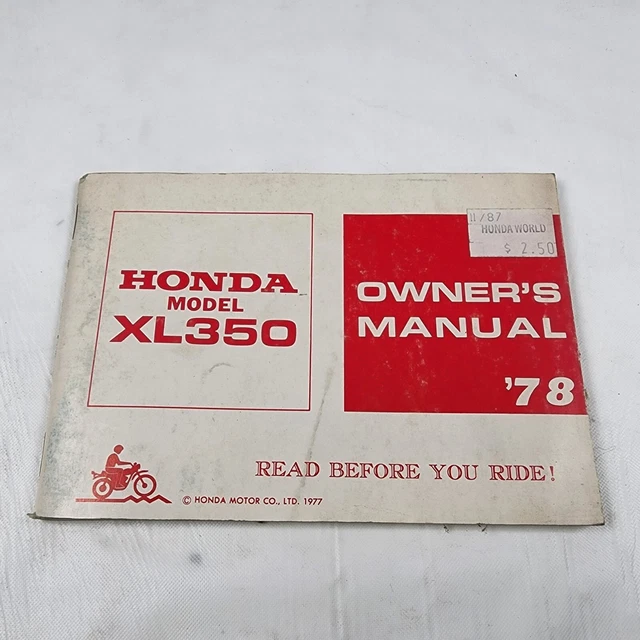 11/87
HONDA WORLD
$ 2.50
HONDA
MODEL
XL350
OWNER'S
MANUAL
'78
READ BEFORE YOU RIDE!
© HONDA MOTOR CO., LTD. 1977